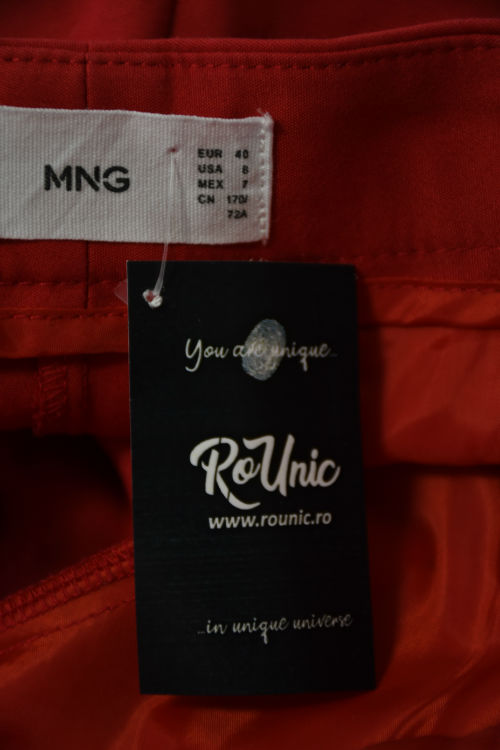 MNG
EUR 40
USA 8
MEX 7
CN 170/
72A
You are unique..
RoUnic
www.rounic.ro
...in unique universe